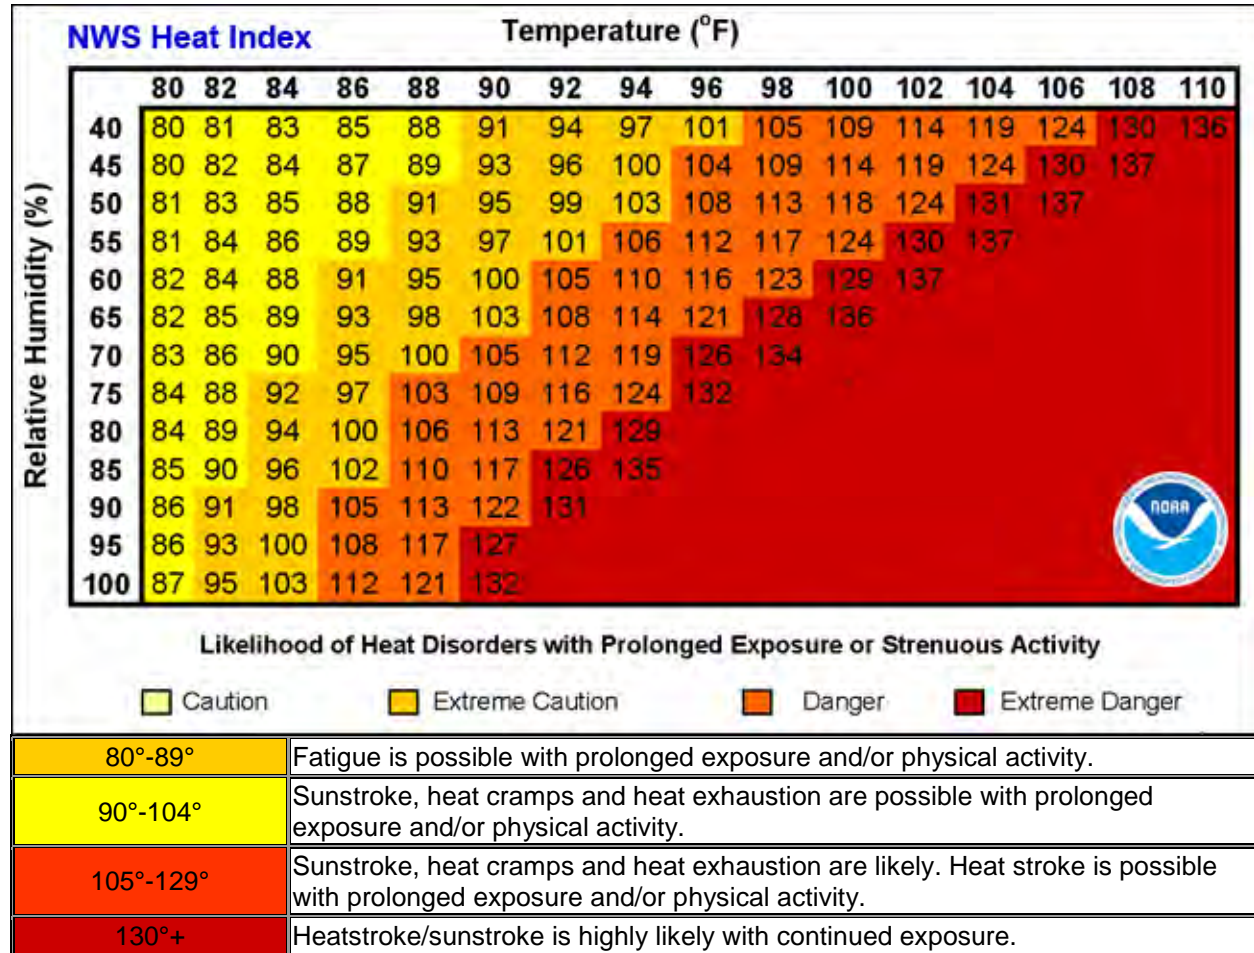 NWS Heat Index
Temperature (°F)
80 82 84 86 88 90 92 94 96 98 100 102 104 106 108 110
Relative Humidity (%)
40 80 81 83 85 88 91 94 97 101 105 109 114 119 124 130 136
45 80 82 84 87 89 93 96 100 104 109 114 119 124 130 137
50 81 83 85 88 91 95 99 103 108 113 118 124 131 137
55 81 84 86 89 93 97 101 106 112 117 124 130 137
60 82 84 88 91 95 100 105 110 116 123 129 137
65 82 85 89 93 98 103 108 114 121 128 136
70 83 86 90 95 100 105 112 119 126 134
75 84 88 92 97 103 109 116 124 132
80 84 89 94 100 106 113 121 129
85 85 90 96 102 110 117 126 135
90 86 91 98 105 113 122 131
95 86 93 100 108 117 127
100 87 95 103 112 121 132
NOAA
Likelihood of Heat Disorders with Prolonged Exposure or Strenuous Activity
Caution Extreme Caution Danger Extreme Danger
80°-89° Fatigue is possible with prolonged exposure and/or physical activity.
90°-104° Sunstroke, heat cramps and heat exhaustion are possible with prolonged
exposure and/or physical activity.
105°-129° Sunstroke, heat cramps and heat exhaustion are likely. Heat stroke is possible
with prolonged exposure and/or physical activity.
130°+ Heatstroke/sunstroke is highly likely with continued exposure.